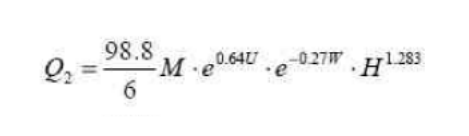 Q₂ = 98.8/6 M · e^0.64U · e^−0.27W · H^1.283